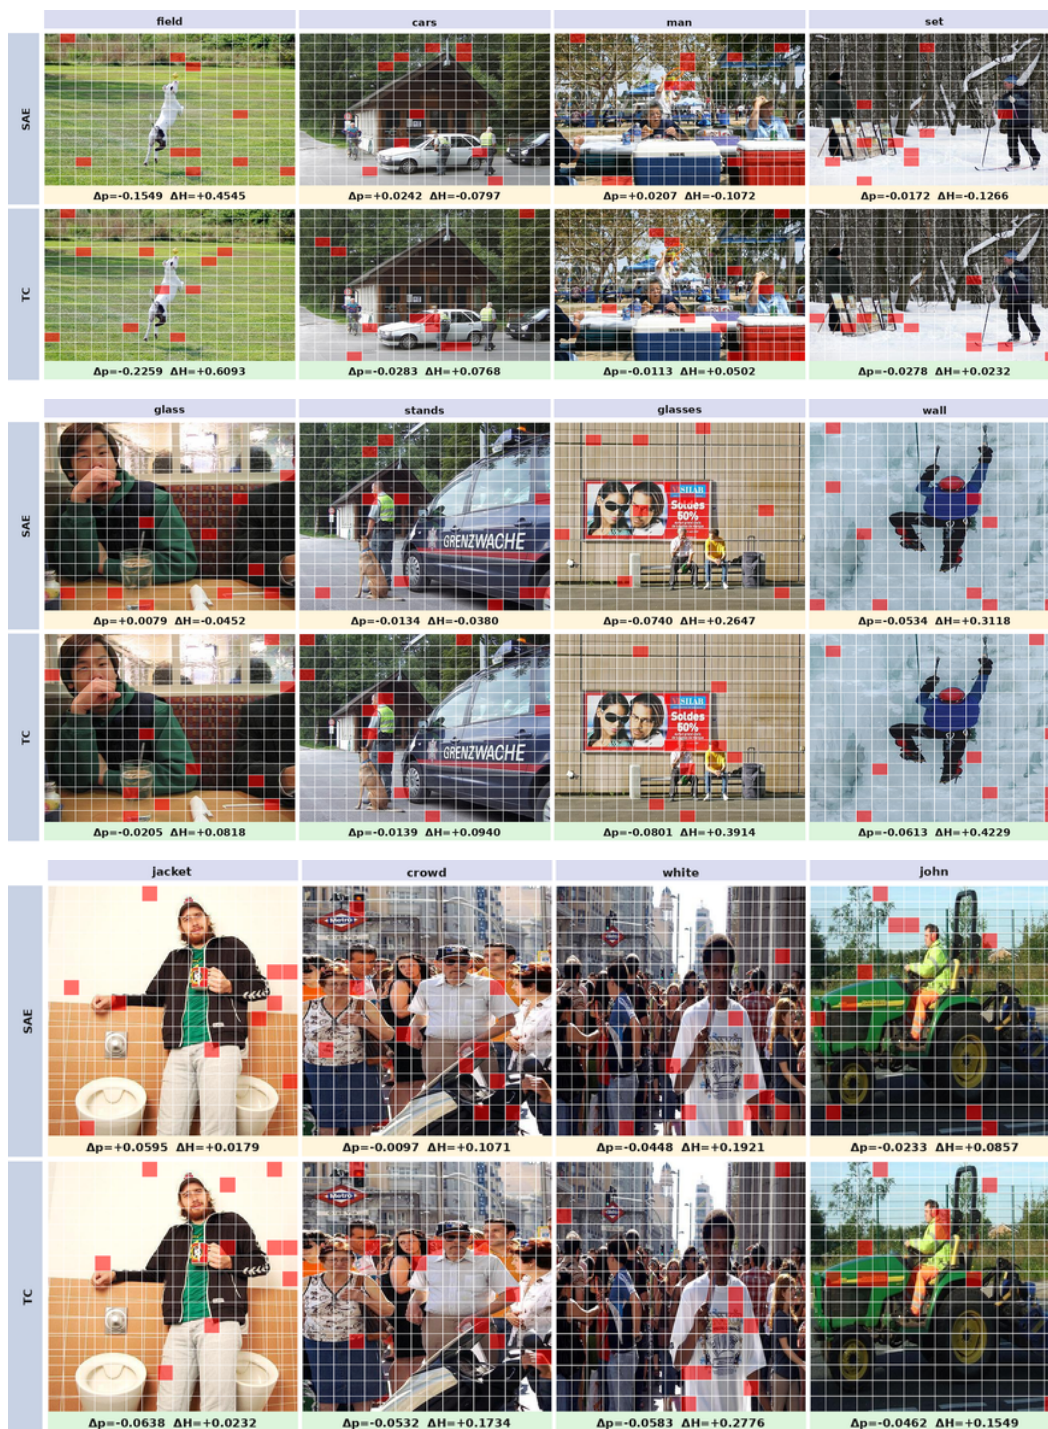 field cars man set
SAE
Δp=-0.1549 ΔH=+0.4545 Δp=+0.0242 ΔH=-0.0797 Δp=+0.0207 ΔH=-0.1072 Δp=-0.0172 ΔH=-0.1266
TC
Δp=-0.2259 ΔH=+0.6093 Δp=-0.0283 ΔH=+0.0768 Δp=-0.0113 ΔH=+0.0502 Δp=-0.0278 ΔH=+0.0232
glass stands glasses wall
SAE
SHAB
Soldes
50%
GRENZWACHE
Δp=+0.0079 ΔH=-0.0452 Δp=-0.0134 ΔH=-0.0380 Δp=-0.0740 ΔH=+0.2647 Δp=-0.0534 ΔH=+0.3118
TC
SHAB
Soldes
50%
GRENZWACHE
Δp=-0.0205 ΔH=+0.0818 Δp=-0.0139 ΔH=+0.0940 Δp=-0.0801 ΔH=+0.3914 Δp=-0.0613 ΔH=+0.4229
jacket crowd white john
SAE
Metro
Δp=+0.0595 ΔH=+0.0179 Δp=-0.0097 ΔH=+0.1071 Δp=-0.0448 ΔH=+0.1921 Δp=-0.0233 ΔH=+0.0857
TC
Metro
Δp=-0.0638 ΔH=+0.0232 Δp=-0.0532 ΔH=+0.1734 Δp=-0.0583 ΔH=+0.2776 Δp=-0.0462 ΔH=+0.1549